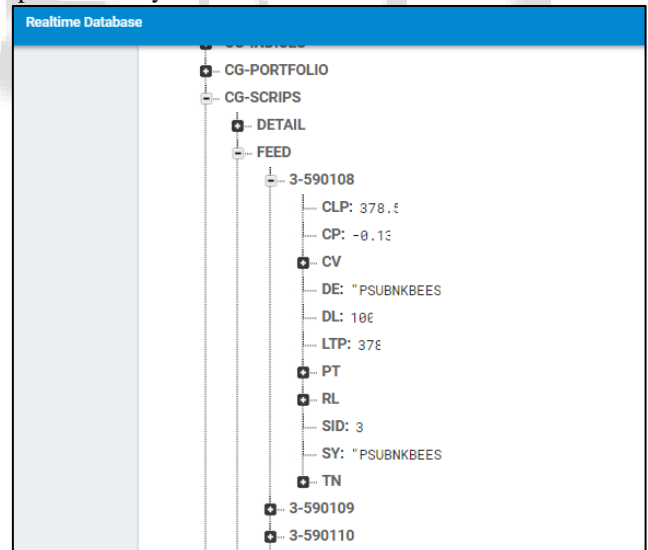 Realtime Database
CG-PORTFOLIO
CG-SCRIPS
DETAIL
FEED
3-590108
CLP: 378.5
CP: -0.13
CV
DE: "PSUBNKBEES
DL: 106
LTP: 378
PT
RL
SID: 3
SY: "PSUBNKBEES
TN
3-590109
3-590110